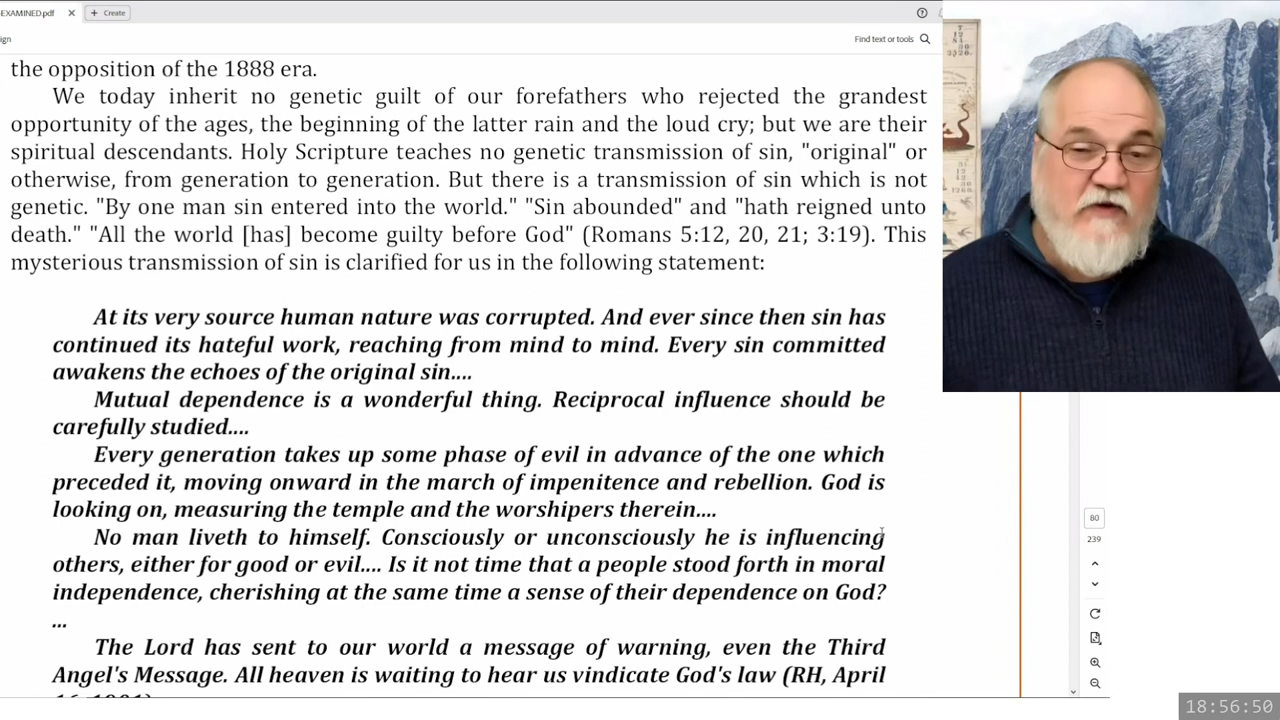 -EXAMINED.pdf
Create
ign
Find text or tools
the opposition of the 1888 era.
We today inherit no genetic guilt of our forefathers who rejected the grandest
opportunity of the ages, the beginning of the latter rain and the loud cry; but we are their
spiritual descendants. Holy Scripture teaches no genetic transmission of sin, "original" or
otherwise, from generation to generation. But there is a transmission of sin which is not
genetic. "By one man sin entered into the world." "Sin abounded" and "hath reigned unto
death." "All the world [has] become guilty before God" (Romans 5:12, 20, 21; 3:19). This
mysterious transmission of sin is clarified for us in the following statement:
At its very source human nature was corrupted. And ever since then sin has
continued its hateful work, reaching from mind to mind. Every sin committed
awakens the echoes of the original sin....
Mutual dependence is a wonderful thing. Reciprocal influence should be
carefully studied....
Every generation takes up some phase of evil in advance of the one which
preceded it, moving onward in the march of impenitence and rebellion. God is
looking on, measuring the temple and the worshipers therein....
No man liveth to himself. Consciously or unconsciously he is influencing
others, either for good or evil.... Is it not time that a people stood forth in moral
independence, cherishing at the same time a sense of their dependence on God?
...
The Lord has sent to our world a message of warning, even the Third
Angel's Message. All heaven is waiting to hear us vindicate God's law (RH, April
80
239
18:56:50